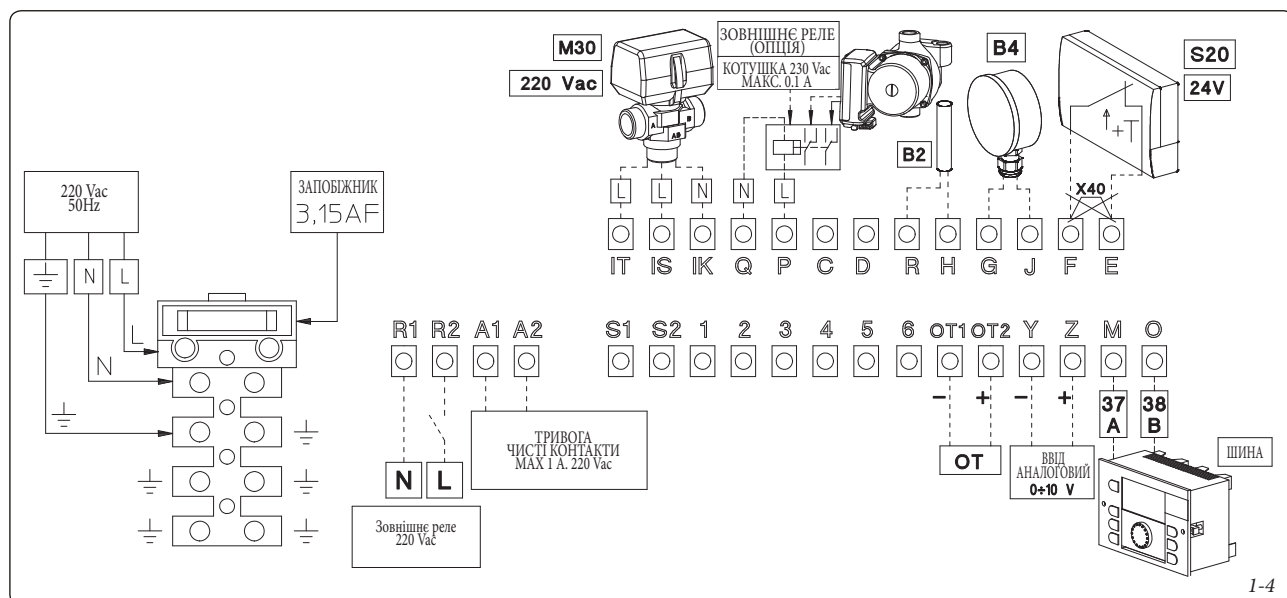 M30
220 Vac
ЗОВНІШНЄ РЕЛЕ
(ОПЦІЯ)
КОТУШКА 230 Vac
МАКС. 0.1 А
B4
S20
24V
A
B
AB
B2
+T
X40
220 Vac
50Hz
ЗАПОБІЖНИК
3,15AF
L
L
N
N
L
N
L
L
N
IT
IS
IK
Q
P
C
D
R
H
G
J
F
E
R1
R2
A1
A2
S1
S2
1
2
3
4
5
6
OT1
OT2
Y
Z
M
O
-
+
-
+
37
A
38
B
ТРИВОГА
ЧИСТІ КОНТАКТИ
MAX 1 A. 220 Vac
N
L
OT
ВВІД
АНАЛОГОВИЙ
0÷10 V
ШИНА
Зовнішнє реле
220 Vac
1-4